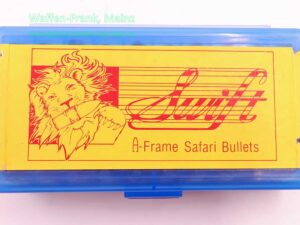 Waffen-Frank, Mainz
Swift
A-Frame Safari Bullets